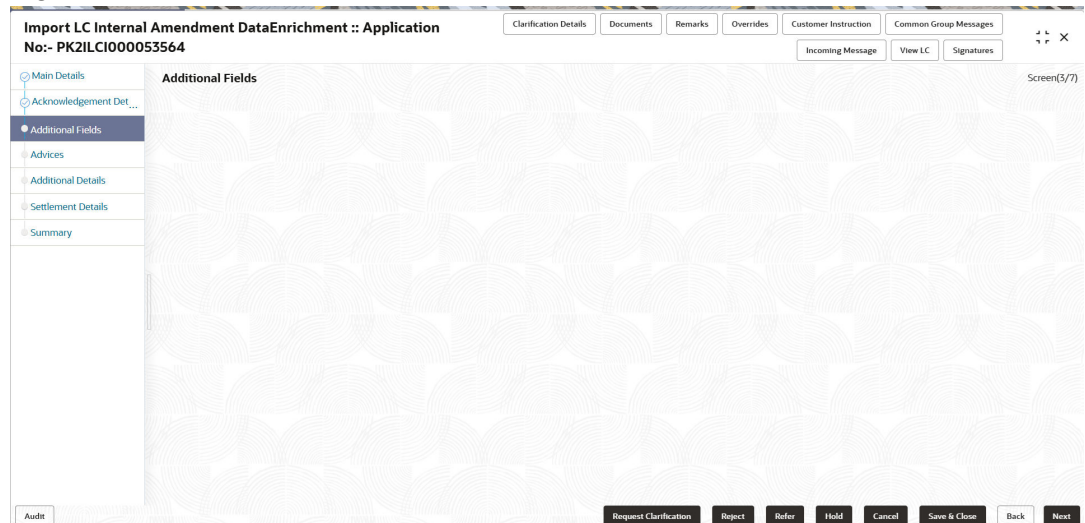 Import LC Internal Amendment DataEnrichment :: Application
No:- PK2ILCI000053564
Clarification Details
Documents
Remarks
Overrides
Customer Instruction
Common Group Messages
Incoming Message
View LC
Signatures
Main Details
Acknowledgement Det...
Additional Fields
Advices
Additional Details
Settlement Details
Summary
Additional Fields
Screen(3/7)
Audit
Request Clarification
Reject
Refer
Hold
Cancel
Save & Close
Back
Next